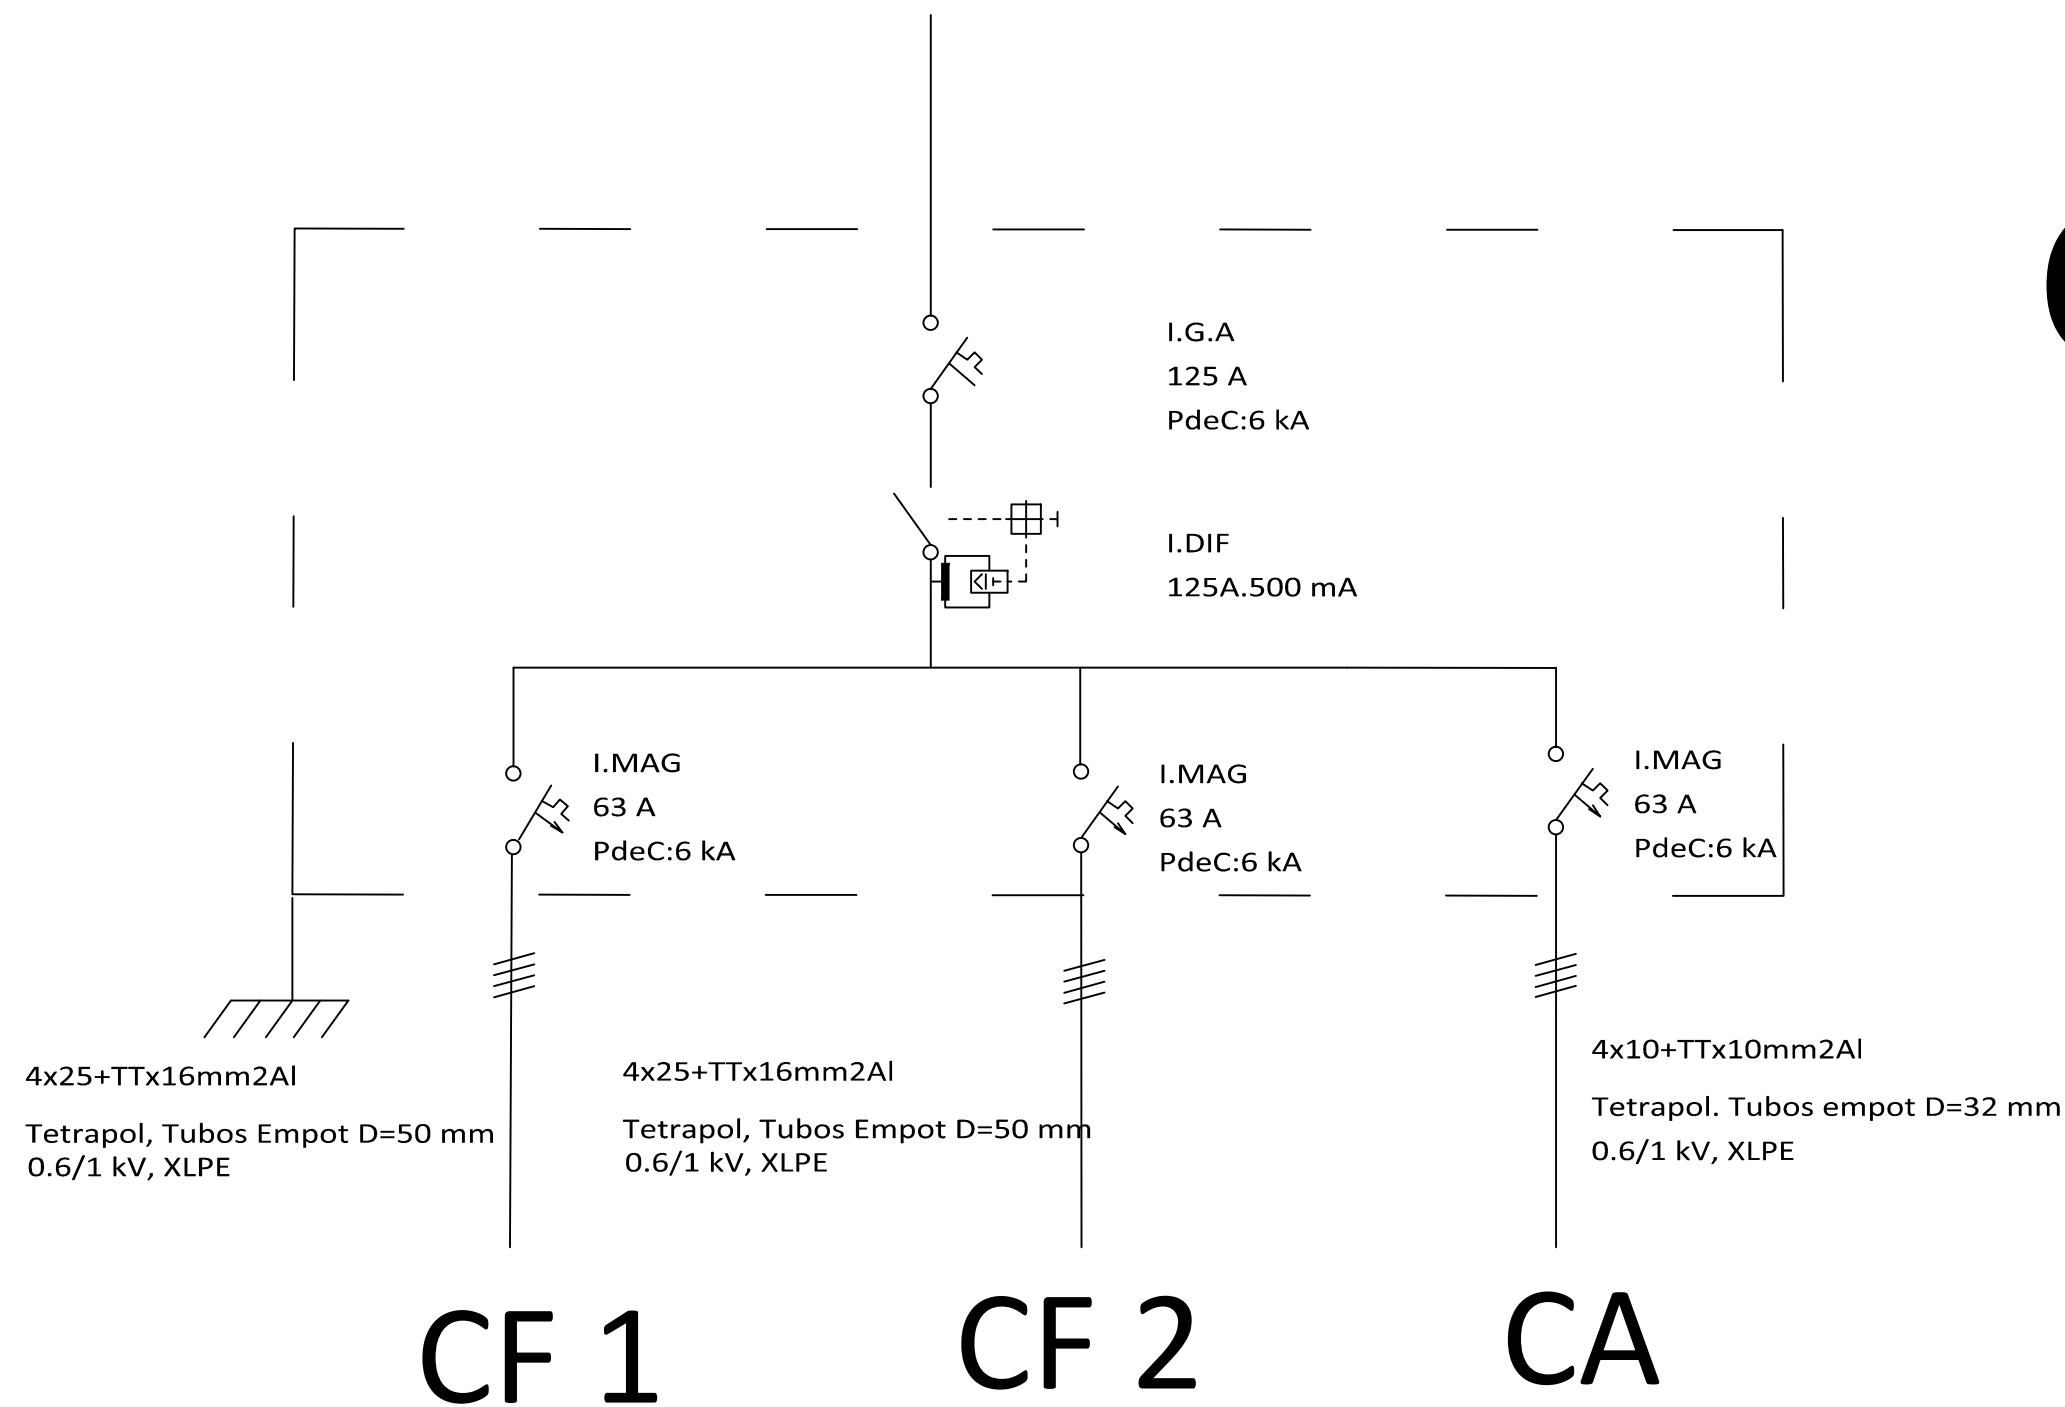 I.G.A
125 A
PdeC:6 kA
I.DIF
125A.500 mA
I.MAG
63 A
PdeC:6 kA
I.MAG
63 A
PdeC:6 kA
I.MAG
63 A
PdeC:6 kA
4x25+TTx16mm2Al
Tetrapol, Tubos Empot D=50 mm
0.6/1 kV, XLPE
4x25+TTx16mm2Al
Tetrapol, Tubos Empot D=50 mm
0.6/1 kV, XLPE
4x10+TTx10mm2Al
Tetrapol. Tubos empot D=32 mm
0.6/1 kV, XLPE
CF 1
CF 2
CA